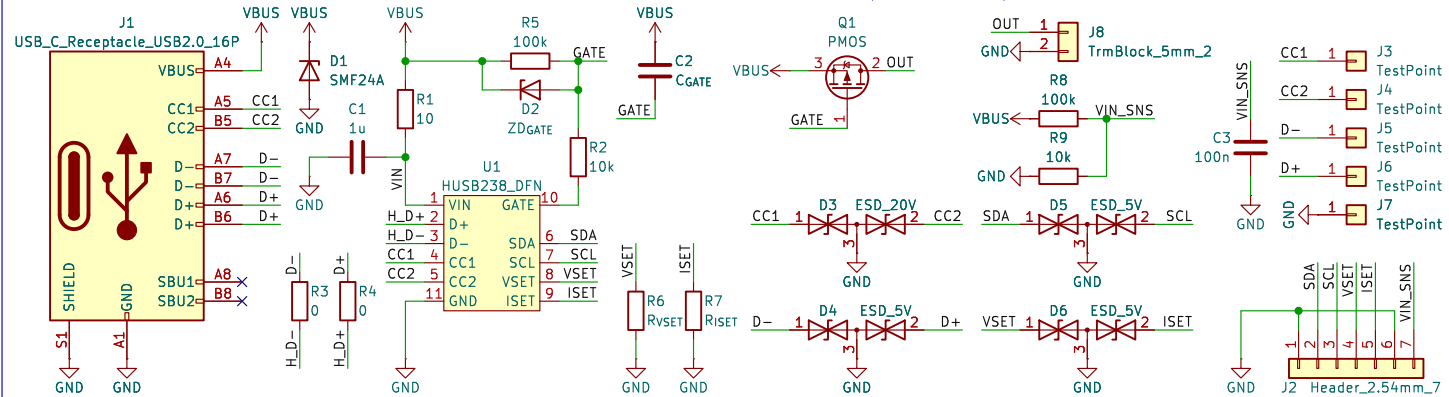 J1
USB_C_Receptacle_USB2.0_16P
VBUS
VBUS A4
CC1 A5 CC1
CC2 B5 CC2
D- A7 D-
D- B7 D-
D+ A6 D+
D+ B6 D+
SBU1 A8
SBU2 B8
SHIELD
GND
S1
A1
GND
GND
VBUS
D1
SMF24A
GND
VBUS
R1
10
C1
1u
GND
VIN
R5
100k
GATE
D2
ZDGATE
R2
10k
U1
HUSB238_DFN
1 VIN
GATE 10
H_D+ 2 D+
H_D- 3 D-
SDA 6 SDA
CC1 4 CC1
SCL 7 SCL
CC2 5 CC2
VSET 8 VSET
11 GND
ISET 9 ISET
GND
D-
R3
0
H_D-
D+
R4
0
H_D+
VBUS
C2
CGATE
GATE
VSET
R6
RVSET
GND
ISET
R7
RISET
GND
Q1
PMOS
VBUS 3 2 OUT
GATE 1
OUT 1
GND 2
J8
TrmBlock_5mm_2
R8
100k
VBUS
VIN_SNS
R9
10k
GND
CC1 1 D3 ESD_20V 2 CC2
3
GND
SDA 1 D5 ESD_5V 2 SCL
3
GND
D- 1 D4 ESD_5V 2 D+
3
GND
VSET 1 D6 ESD_5V 2 ISET
3
GND
VIN_SNS
C3
100n
GND
CC1 1 J3
TestPoint
CC2 1 J4
TestPoint
D- 1 J5
TestPoint
D+ 1 J6
TestPoint
GND 1 J7
TestPoint
SDA
SCL
VSET
ISET
VIN_SNS
1 2 3 4 5 6 7
GND
J2 Header_2.54mm_7